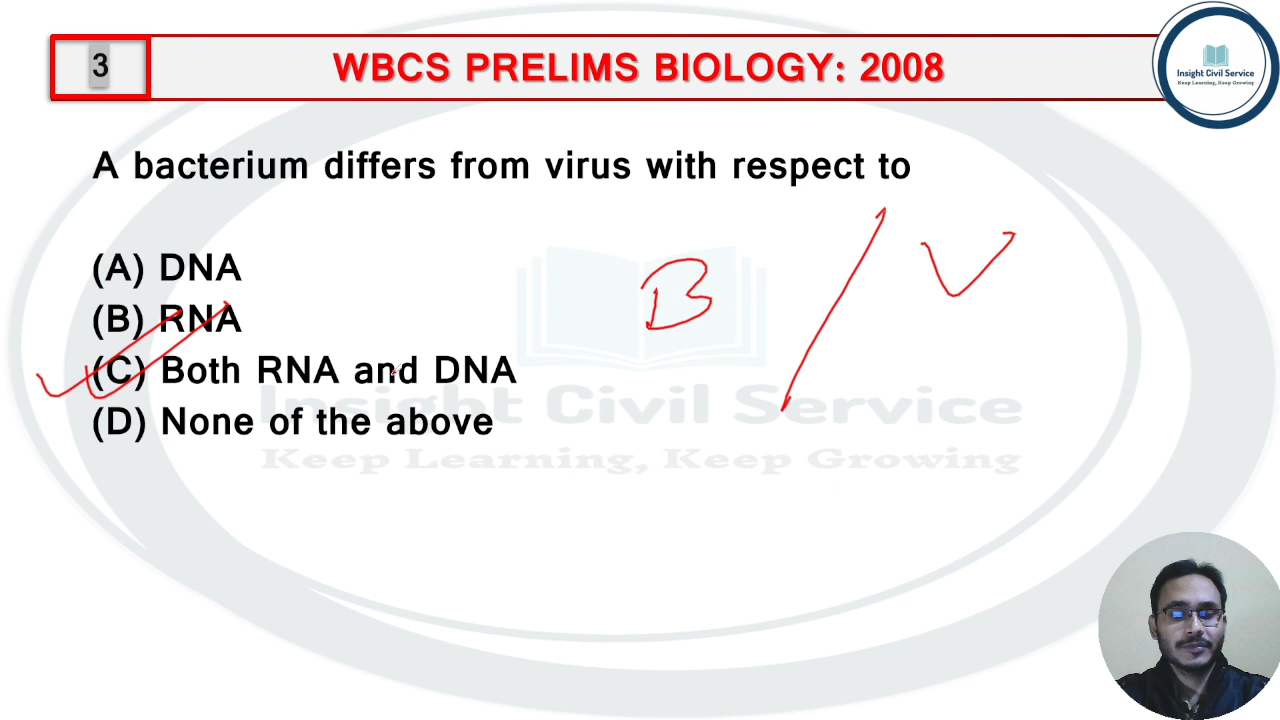 3
WBCS PRELIMS BIOLOGY: 2008
Insight Civil Service
Keep Learning, Keep Growing
A bacterium differs from virus with respect to
(A) DNA
(B) RNA
(C) Both RNA and DNA
(D) None of the above
B / V
Insight Civil Service
Keep Learning, Keep Growing